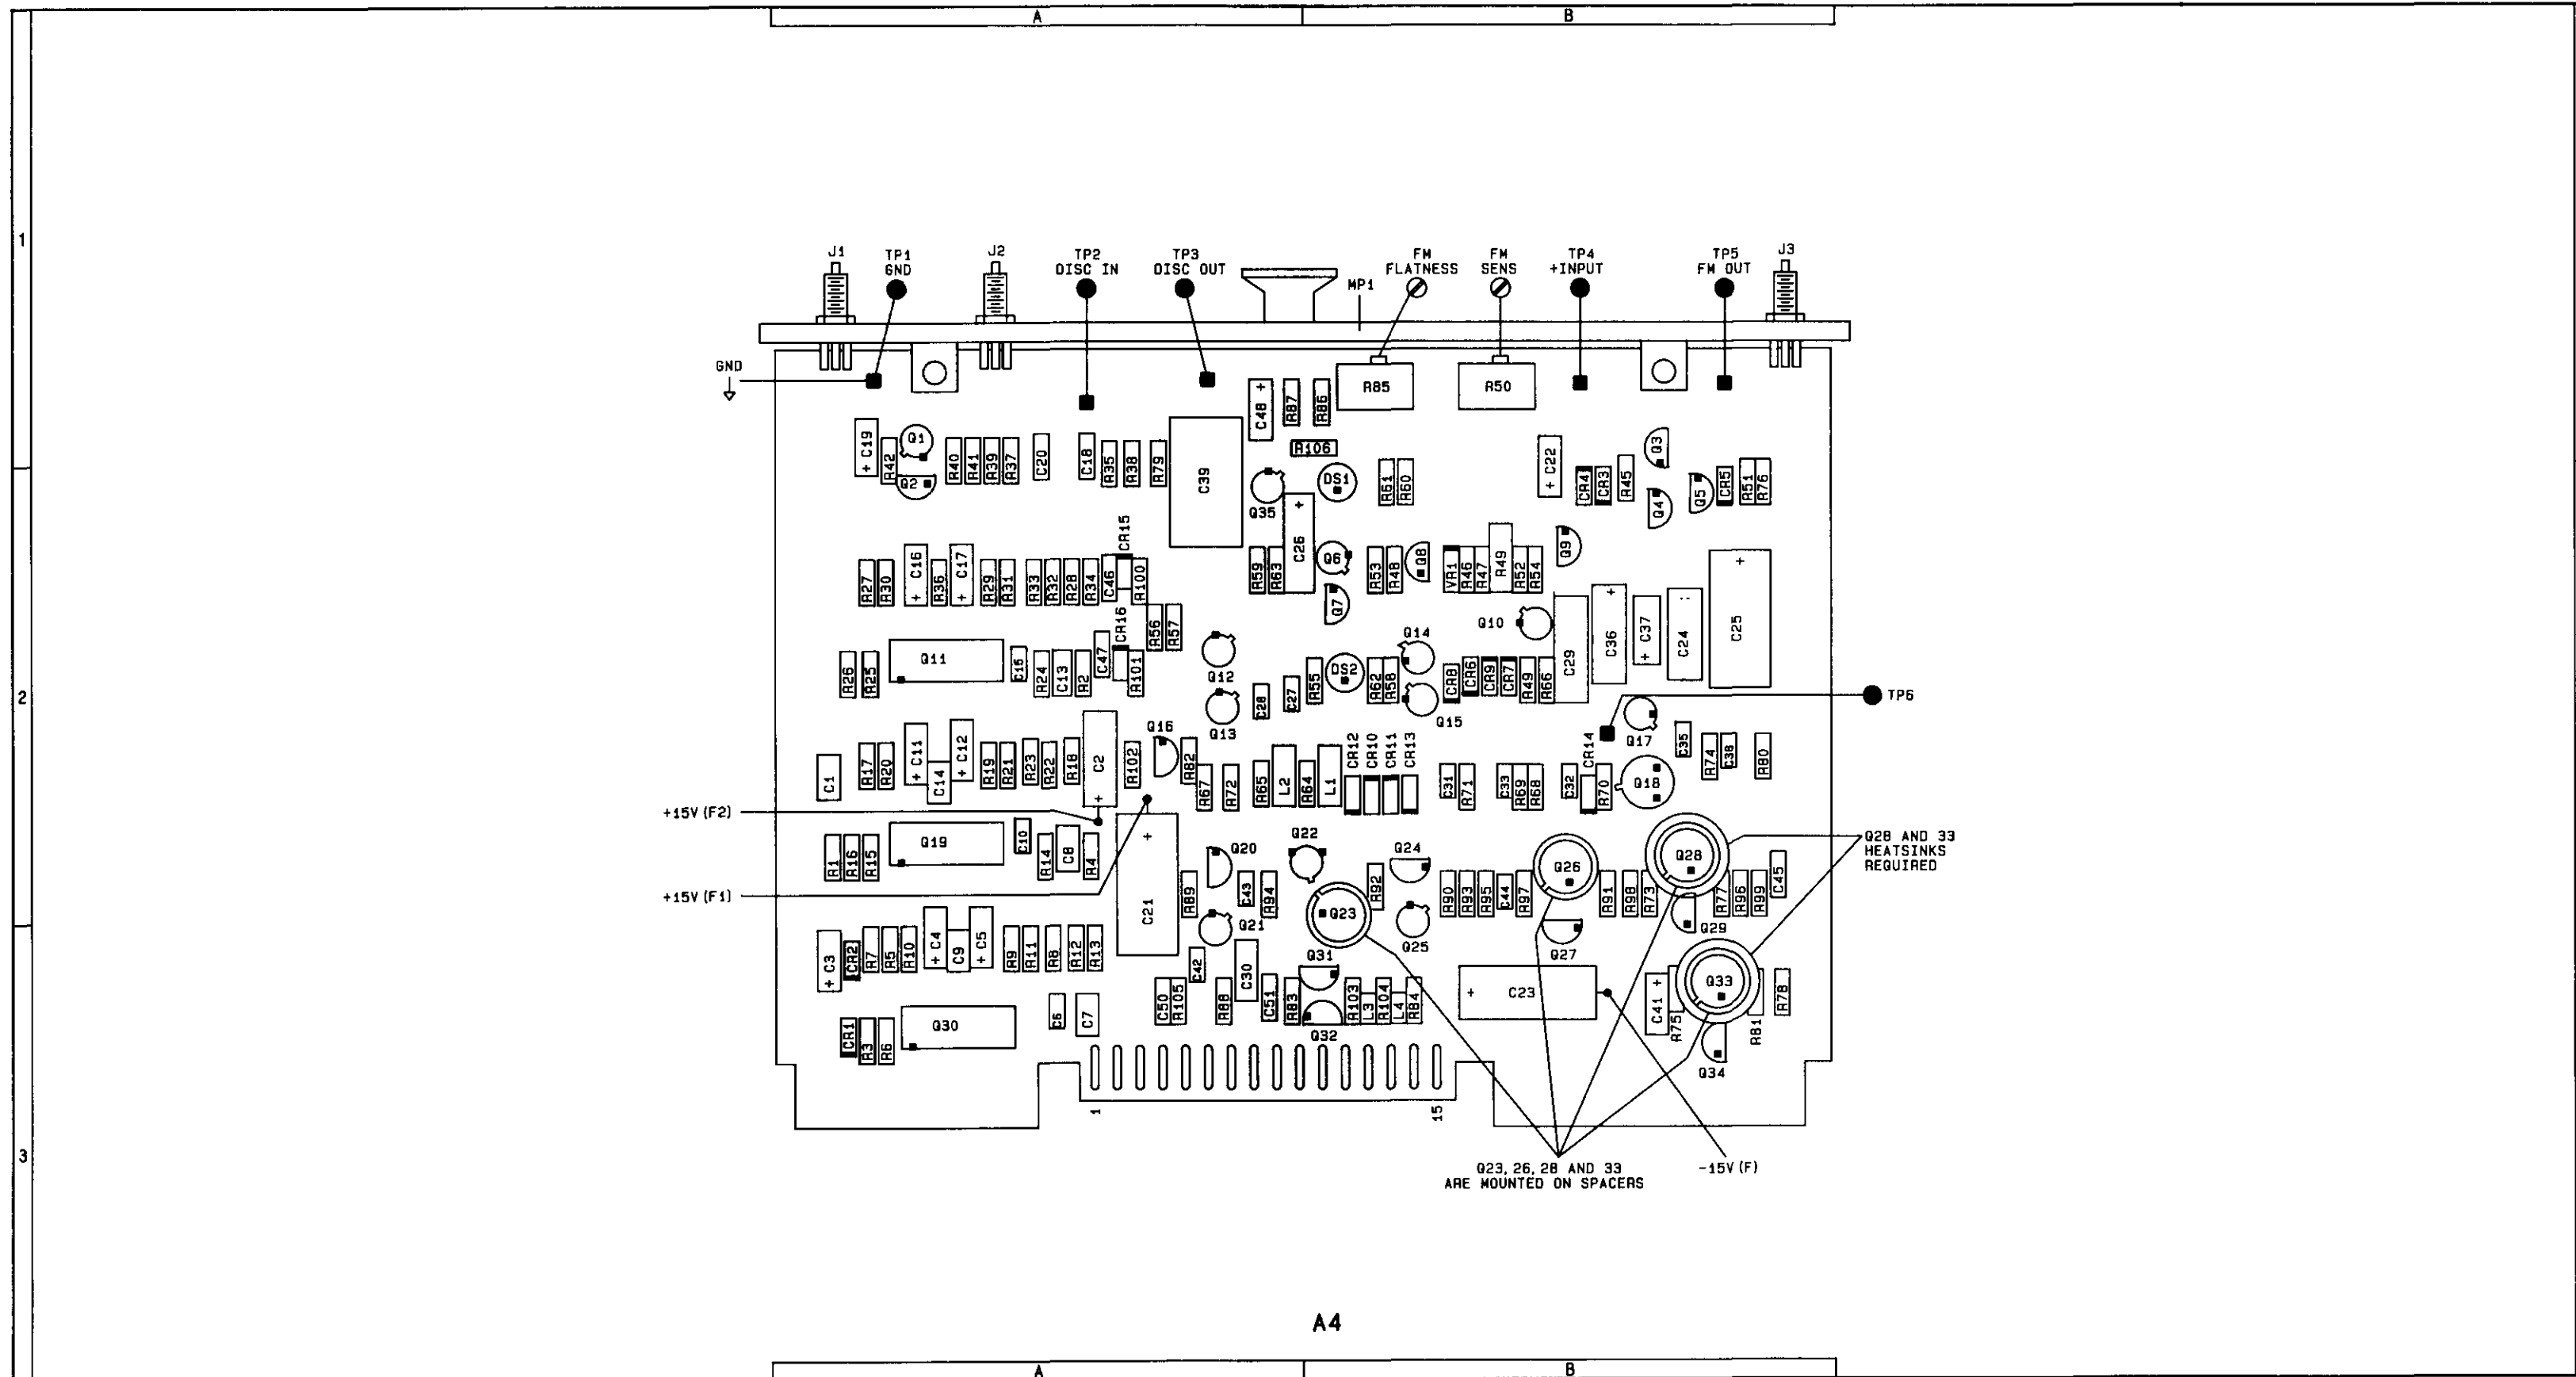 A B
1
J1
TP1
GND
J2
TP2
DISC IN
TP3
DISC OUT
FM
FLATNESS
FM
SENS
TP4
+INPUT
TP5
FM OUT
J3
MP1
GND
R85 R50
+ C19 R42 Q1 Q2 R40 R41 R39 R37 C20 C18 R35 R38 R79 C39 C48 + R87 R86 R106
Q35 DS1 R61 R60 + C22 CR4 CR3 R45 Q3 Q4 Q5 CR5 R51 R76
CR15
R27 R30 + C16 R36 + C17 R29 R31 R33 R32 R28 R34 C46 R100
R59 R63 C26 + Q6 Q7 R53 R48 Q8 VR1 R46 R47 R49 R52 R54 Q9
CR16 R56 R57
2
R26 R25 Q11 R24 C13 R2 C47 R101
Q12 Q13 C28 C27 R55 DS2 R62 R58 Q14 Q15 CR8 CR6 CR9 CR7 R49 R66
Q10 C29 C36 + + C37 C24 C25 +
TP6
C1 R17 R20 + C11 C14 + C12 R19 R21 R23 R22 R18 C2 + R102 Q16 R82 R67 R72 R65 L2 R64 L1
CR12 CR10 CR11 CR13
C31 R71 C33 R69 R68 C32 CR14 R70 Q17 Q18 C35 R74 C38 R80
+15V (F2)
R1 R16 R15 Q19 C10 R14 C8 R4
+15V (F1)
+ C21 R89 Q20 Q21 C43 R94 Q22 Q23 R92 Q24 Q25
R90 R93 R95 C44 R97 Q26 Q27 R91 R98 R73 Q28 Q29 R77 R96 R99 C45
Q28 AND 33
HEATSINKS
REQUIRED
+ C3 CR2 R7 R5 R10 + C4 C9 + C5 R9 R11 R8 R12 R13
C50 R105 C42 R88 C30 C51 R83 Q31 Q32 R103 L3 R104 L4 R84
+ C23 C41 + R75 Q33 R81 R78 Q34
CR1 R3 R6 Q30 C6 C7
1 15
3
Q23, 26, 28 AND 33
ARE MOUNTED ON SPACERS
-15V (F)
A4
A B